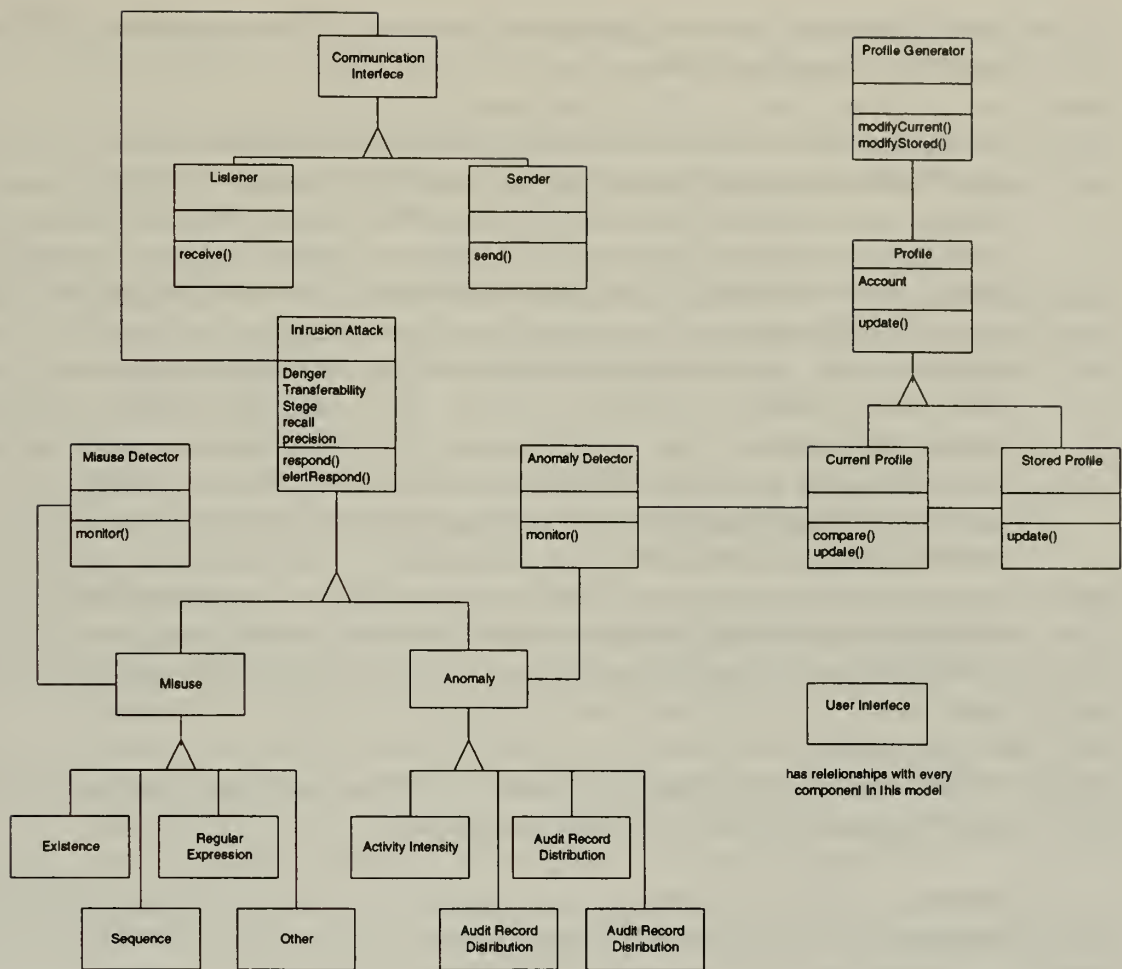 Communication
Interfece
Profile Generator
modifyCurrent()
modifyStored()
Listener
receive()
Sender
send()
Profile
Account
update()
Intrusion Attack
Denger
Transferability
Stege
recall
precision
respond()
elertRespond()
Misuse Detector
monitor()
Anomaly Detector
monitor()
Current Profile
compare()
update()
Stored Profile
update()
Misuse
Anomaly
User Interfece
has reletionships with every
component in this model
Existence
Regular
Expression
Activity Intensity
Audit Record
Distribution
Sequence
Other
Audit Record
Distribution
Audit Record
Distribution